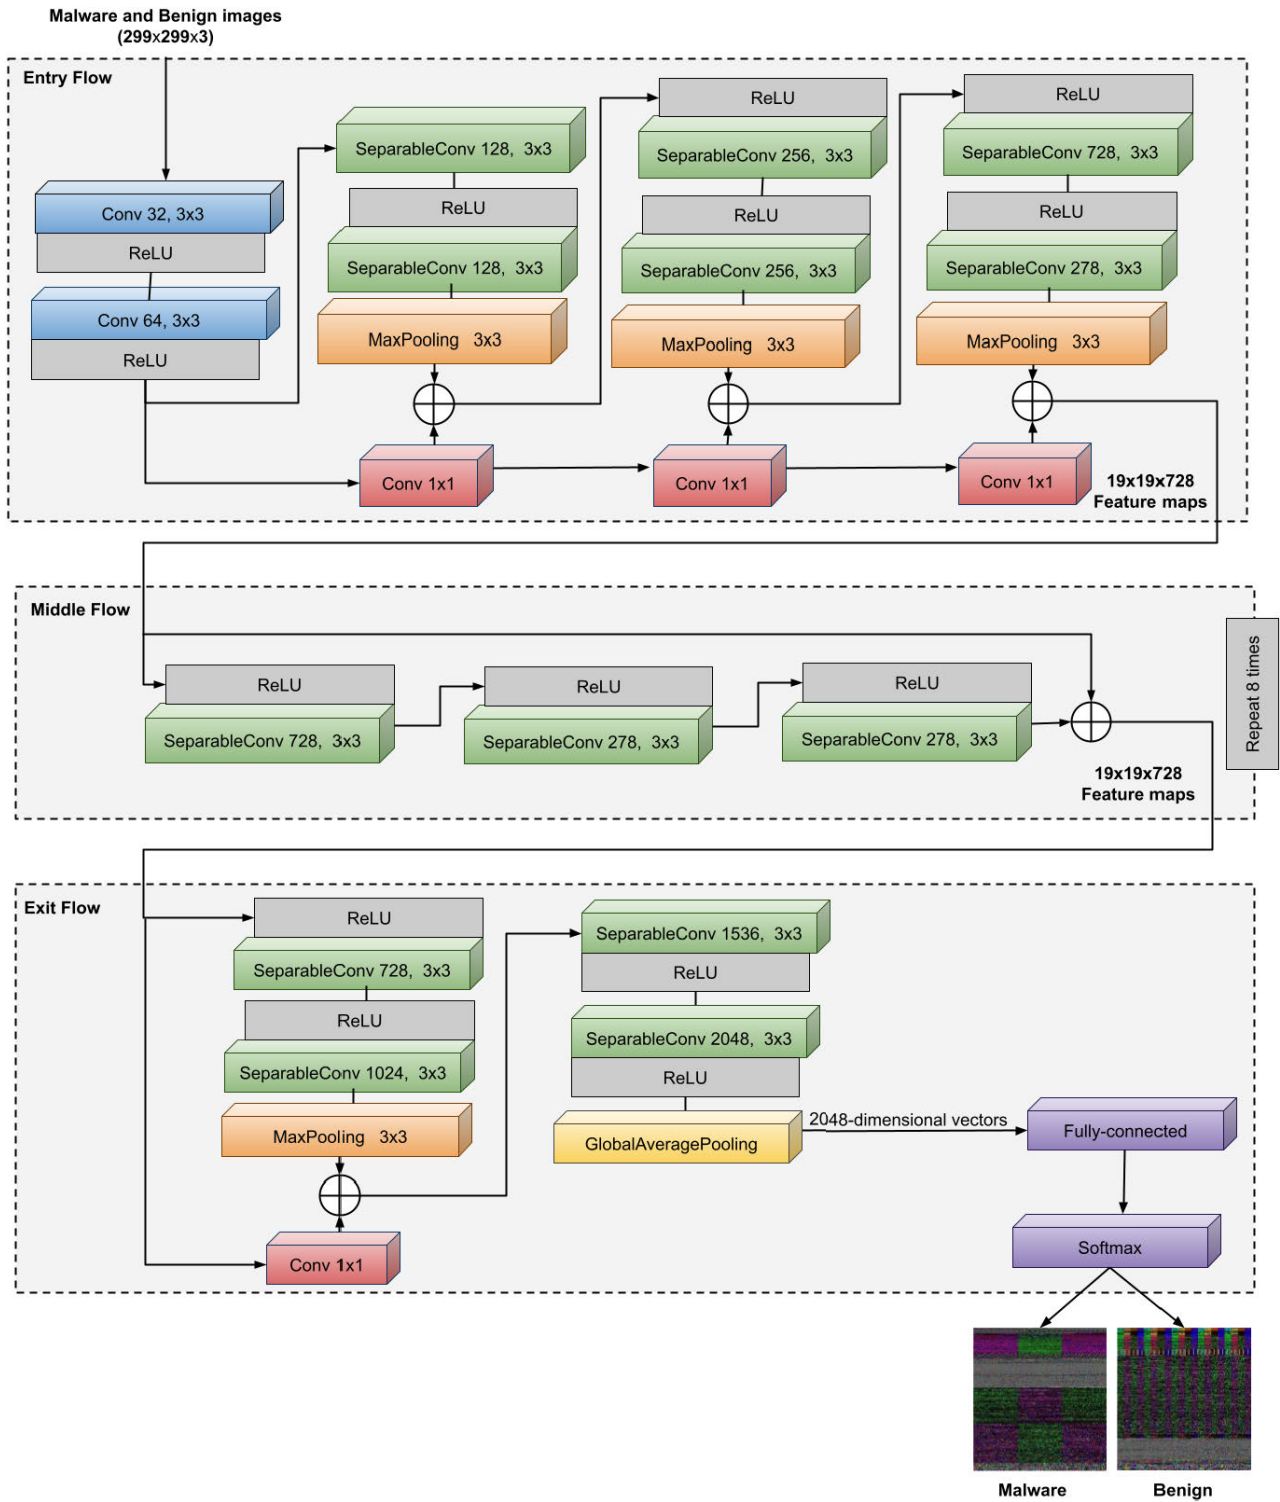 Malware and Benign images
(299x299x3)
Entry Flow
Conv 32, 3x3
ReLU
Conv 64, 3x3
ReLU
SeparableConv 128, 3x3
ReLU
SeparableConv 128, 3x3
MaxPooling 3x3
Conv 1x1
ReLU
SeparableConv 256, 3x3
ReLU
SeparableConv 256, 3x3
MaxPooling 3x3
Conv 1x1
ReLU
SeparableConv 728, 3x3
ReLU
SeparableConv 278, 3x3
MaxPooling 3x3
Conv 1x1
19x19x728
Feature maps
Middle Flow
ReLU
SeparableConv 728, 3x3
ReLU
SeparableConv 278, 3x3
ReLU
SeparableConv 278, 3x3
19x19x728
Feature maps
Repeat 8 times
Exit Flow
ReLU
SeparableConv 728, 3x3
ReLU
SeparableConv 1024, 3x3
MaxPooling 3x3
Conv 1x1
SeparableConv 1536, 3x3
ReLU
SeparableConv 2048, 3x3
ReLU
GlobalAveragePooling
2048-dimensional vectors
Fully-connected
Softmax
Malware
Benign